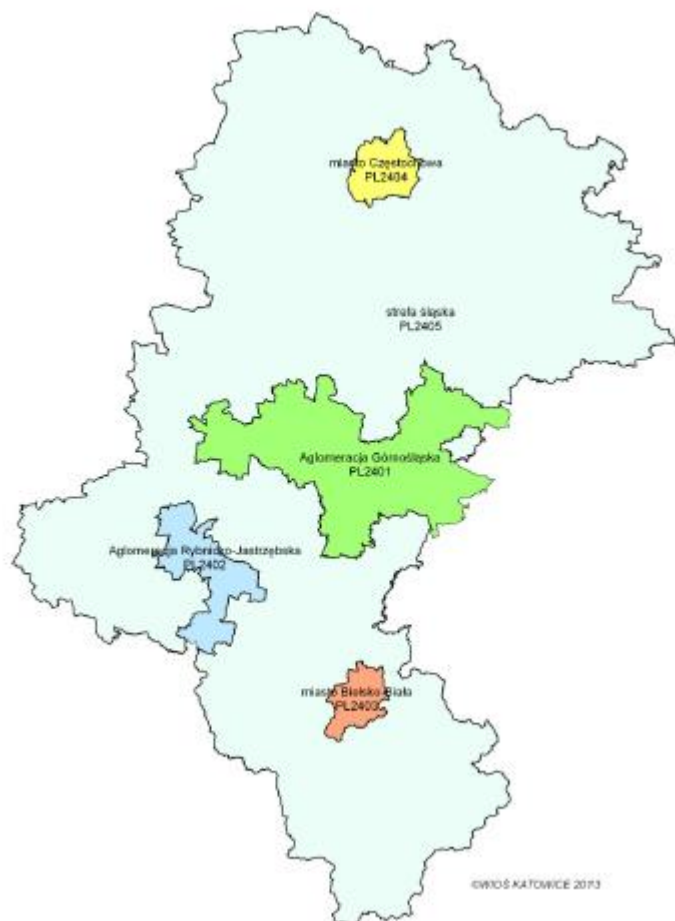 miasto Częstochowa
PL2404
strefa śląska
PL2405
Aglomeracja Górnośląska
PL2401
Aglomeracja Rybnicko-Jastrzębska
PL2402
miasto Bielsko-Biała
PL2403
©WIOŚ KATOWICE 2013